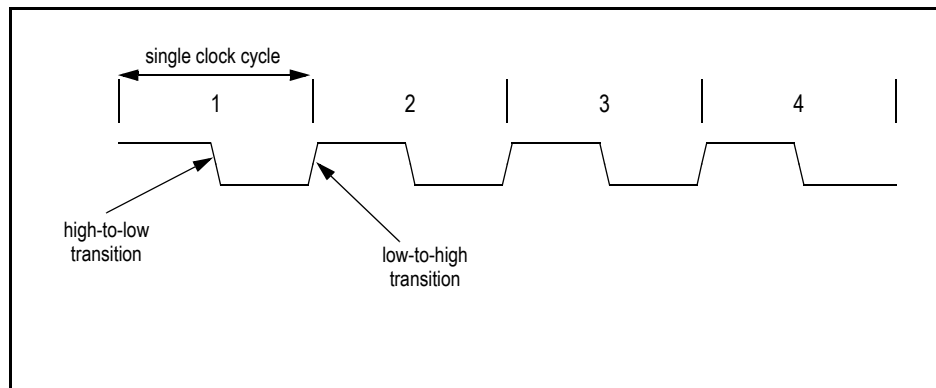 single clock cycle
1 2 3 4
high-to-low
transition
low-to-high
transition